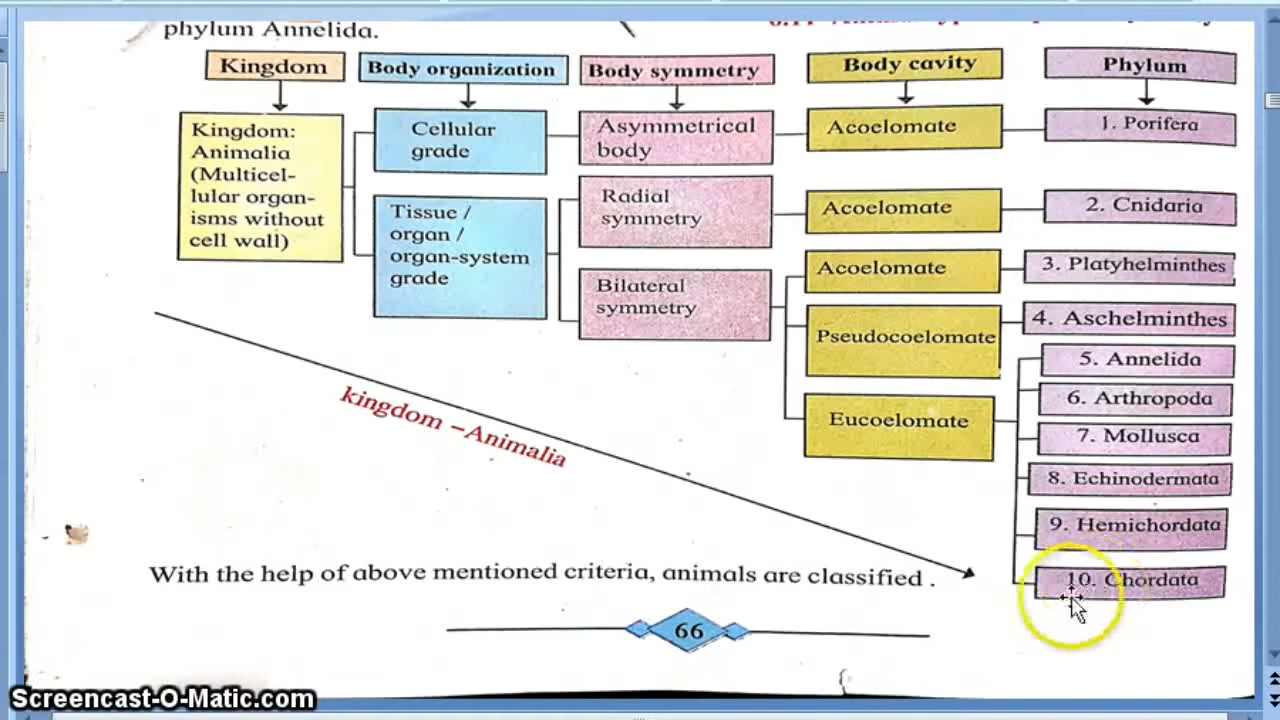 phylum Annelida.
Kingdom
Body organization
Body symmetry
Body cavity
Phylum
Kingdom:
Animalia
(Multicel-
lular organ-
isms without
cell wall)
Cellular
grade
Tissue /
organ /
organ-system
grade
Asymmetrical
body
Radial
symmetry
Bilateral
symmetry
Acoelomate
Acoelomate
Acoelomate
Pseudocoelomate
Eucoelomate
1. Porifera
2. Cnidaria
3. Platyhelminthes
4. Aschelminthes
5. Annelida
6. Arthropoda
7. Mollusca
8. Echinodermata
9. Hemichordata
10. Chordata
kingdom – Animalia
With the help of above mentioned criteria, animals are classified .
66
Screencast-O-Matic.com